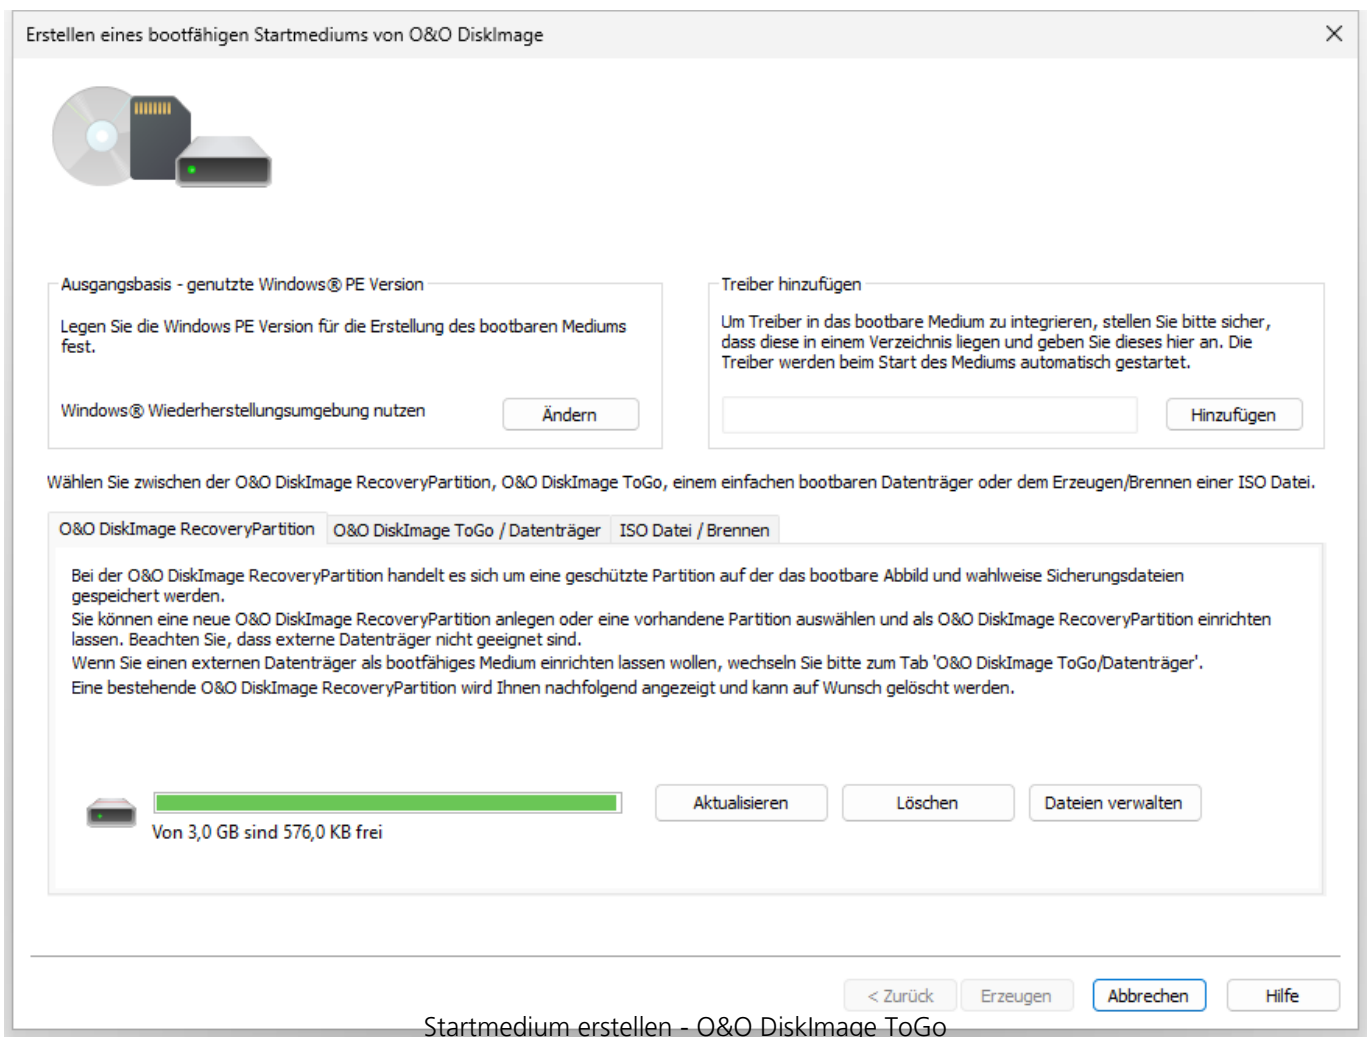 Erstellen eines bootfähigen Startmediums von O&O DiskImage
Ausgangsbasis - genutzte Windows® PE Version
Legen Sie die Windows PE Version für die Erstellung des bootbaren Mediums
fest.
Windows® Wiederherstellungsumgebung nutzen
Ändern
Treiber hinzufügen
Um Treiber in das bootbare Medium zu integrieren, stellen Sie bitte sicher,
dass diese in einem Verzeichnis liegen und geben Sie dieses hier an. Die
Treiber werden beim Start des Mediums automatisch gestartet.
Hinzufügen
Wählen Sie zwischen der O&O DiskImage RecoveryPartition, O&O DiskImage ToGo, einem einfachen bootbaren Datenträger oder dem Erzeugen/Brennen einer ISO Datei.
O&O DiskImage RecoveryPartition
O&O DiskImage ToGo / Datenträger
ISO Datei / Brennen
Bei der O&O DiskImage RecoveryPartition handelt es sich um eine geschützte Partition auf der das bootbare Abbild und wahlweise Sicherungsdateien
gespeichert werden.
Sie können eine neue O&O DiskImage RecoveryPartition anlegen oder eine vorhandene Partition auswählen und als O&O DiskImage RecoveryPartition einrichten
lassen. Beachten Sie, dass externe Datenträger nicht geeignet sind.
Wenn Sie einen externen Datenträger als bootfähiges Medium einrichten lassen wollen, wechseln Sie bitte zum Tab 'O&O DiskImage ToGo/Datenträger'.
Eine bestehende O&O DiskImage RecoveryPartition wird Ihnen nachfolgend angezeigt und kann auf Wunsch gelöscht werden.
Aktualisieren
Löschen
Dateien verwalten
Von 3,0 GB sind 576,0 KB frei
< Zurück
Erzeugen
Abbrechen
Hilfe
Startmedium erstellen - O&O DiskImage ToGo